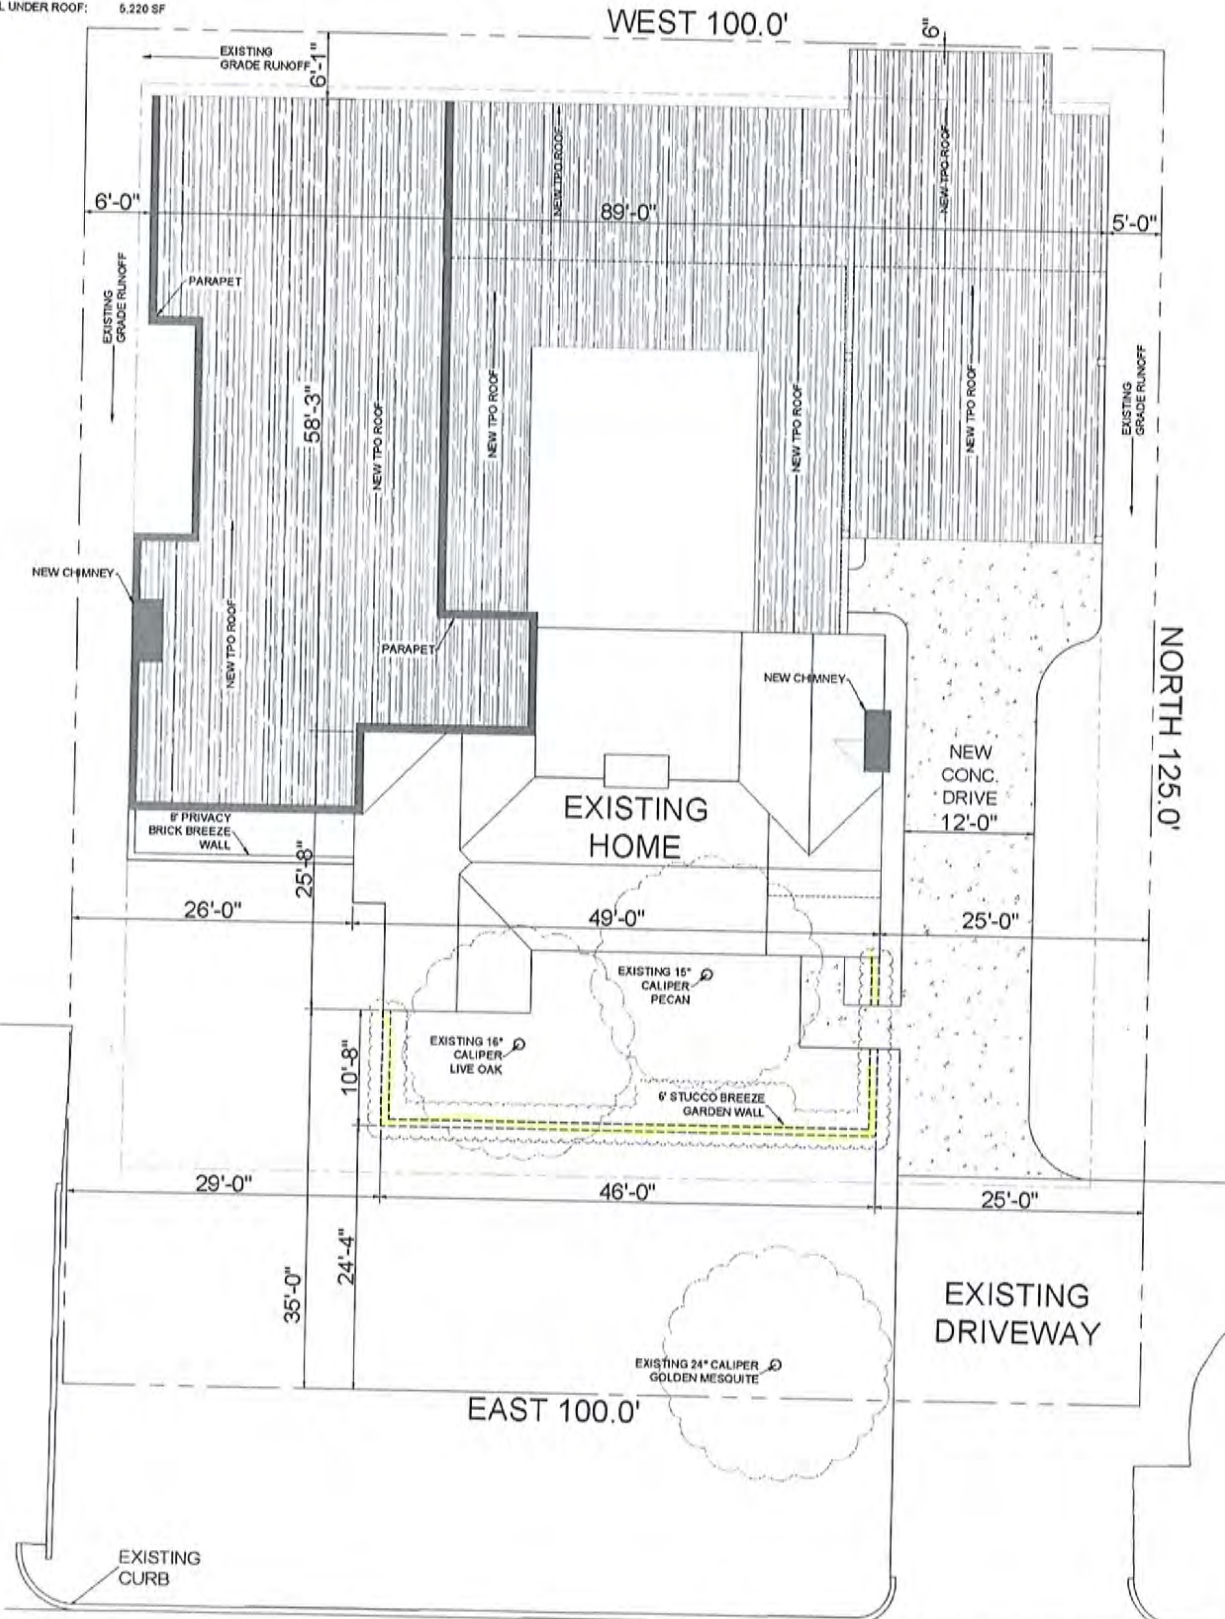 L UNDER ROOF: 5,220 SF
WEST 100.0'
6"
EXISTING
GRADE RUNOFF
6'-1"
NEW TPO ROOF
NEW TPO ROOF
6'-0"
89'-0"
5'-0"
EXISTING
GRADE RUNOFF
PARAPET
58'-3"
NEW TPO ROOF
NEW TPO ROOF
NEW TPO ROOF
NEW TPO ROOF
EXISTING
GRADE RUNOFF
NEW CHIMNEY
NEW TPO ROOF
PARAPET
NEW CHIMNEY
NORTH 125.0'
NEW
CONC.
DRIVE
12'-0"
EXISTING
HOME
PRIVACY
BRICK BREEZE
WALL
25'-8"
26'-0"
49'-0"
25'-0"
EXISTING 15"
CALIPER
PECAN
EXISTING 16"
CALIPER
LIVE OAK
10'-8"
6' STUCCO BREEZE
GARDEN WALL
29'-0"
46'-0"
25'-0"
24'-4"
35'-0"
EXISTING
DRIVEWAY
EXISTING 24" CALIPER
GOLDEN MESQUITE
EAST 100.0'
EXISTING
CURB